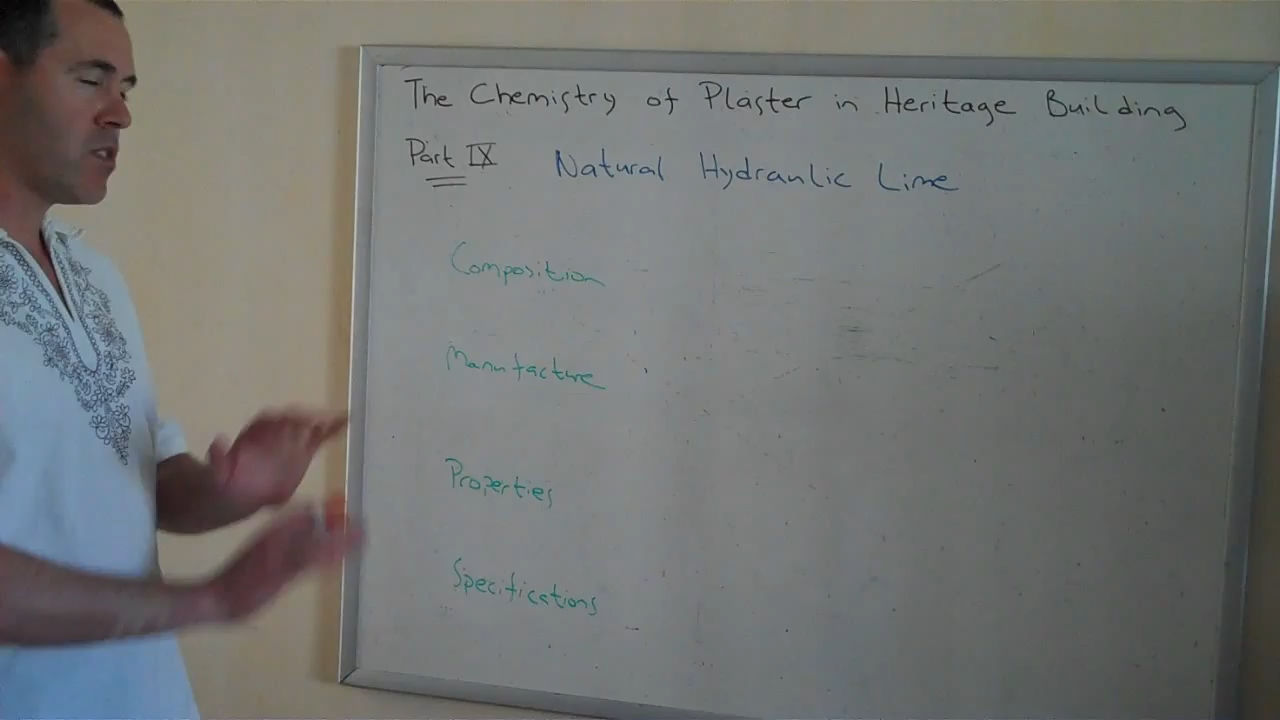 The Chemistry of Plaster in Heritage Building
Part IX Natural Hydraulic Lime
Composition
Manufacture
Properties
Specifications